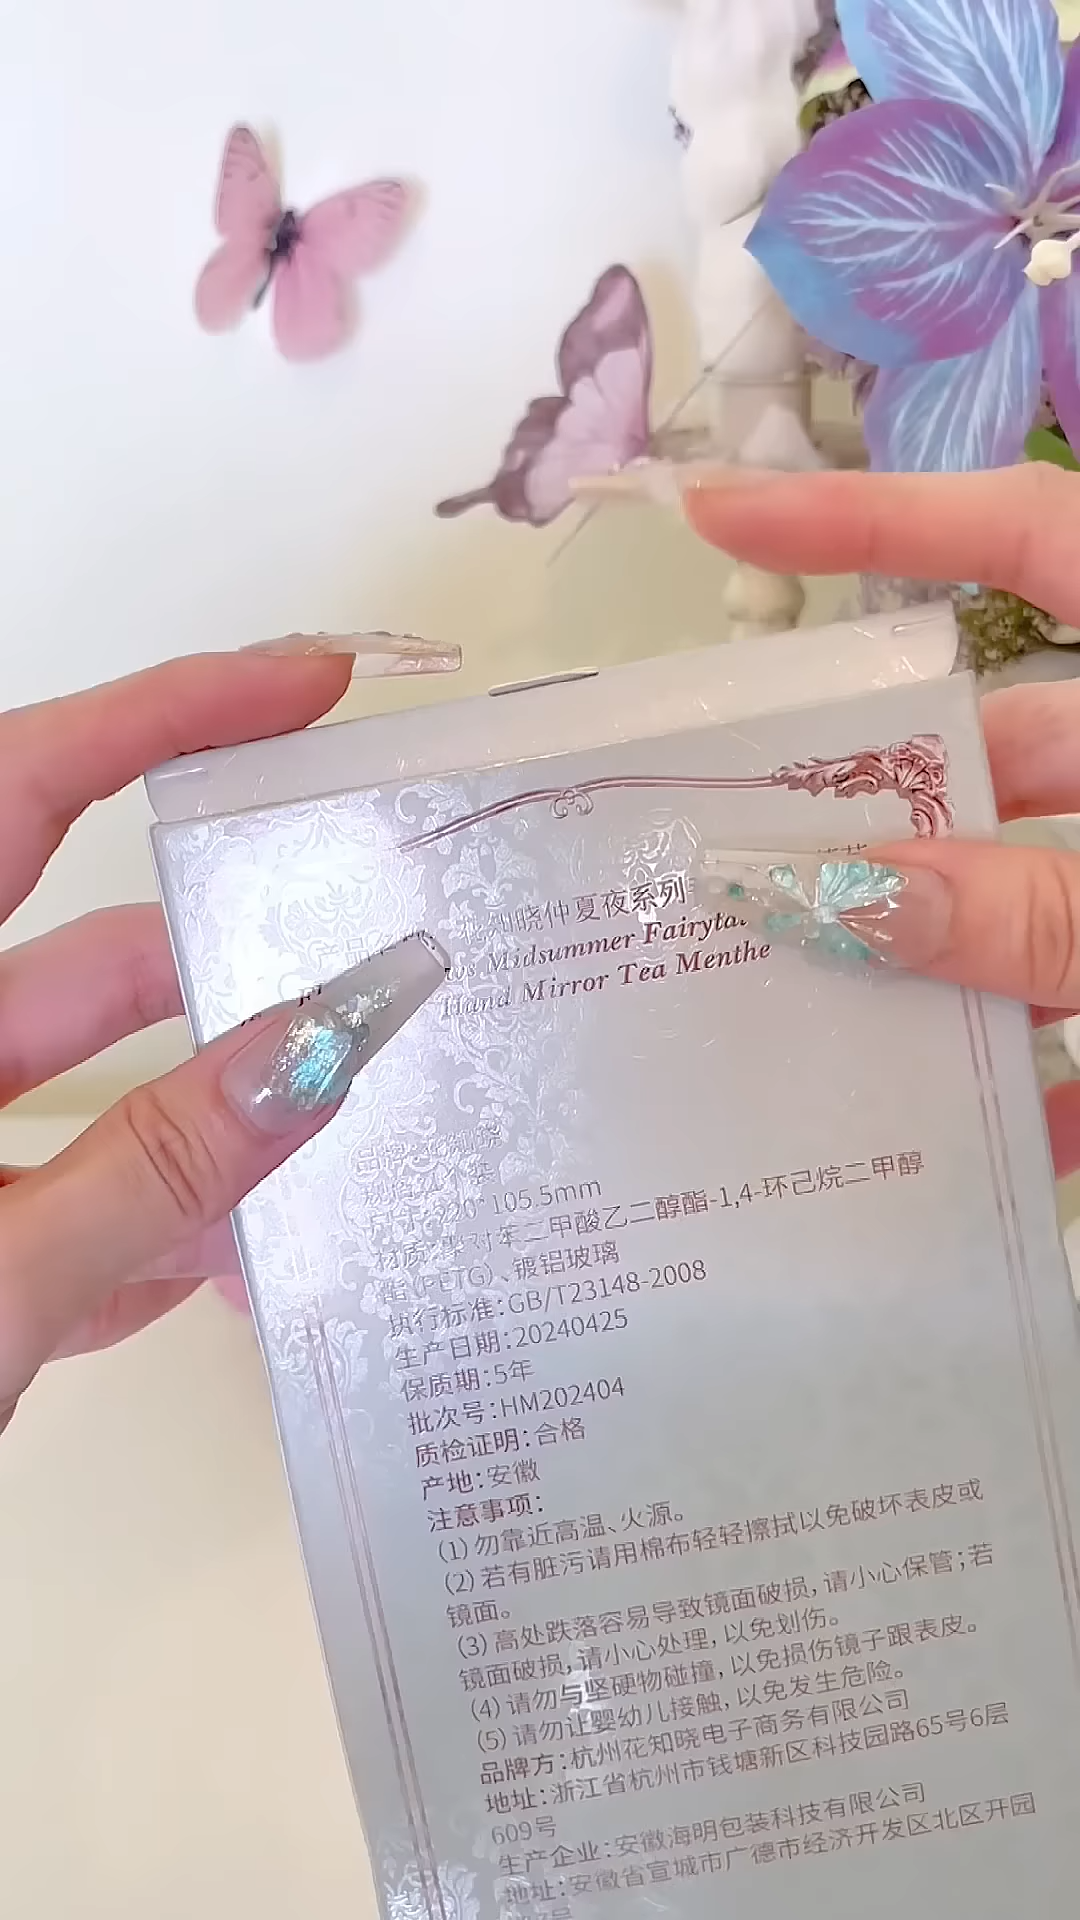 花知晓仲夏夜系列
Midsummer
Hand Mirror Tea Menthe
105.5mm
二甲酸乙二醇酯-1,4-环己烷二甲醇
酯(PETG)、镀铝玻璃
执行标准:GB/T23148-2008
生产日期:20240425
保质期:5年
批次号:HM202404
质检证明:合格
产地:安徽
注意事项:
(1)勿靠近高温、火源。
(2)若有脏污请用棉布轻轻擦拭以免破坏表皮或
镜面。
(3)高处跌落容易导致镜面破损,请小心保管;若
镜面破损,请小心处理,以免划伤。
(4)请勿与坚硬物碰撞,以免损伤镜子跟表皮。
(5)请勿让婴幼儿接触,以免发生危险。
品牌方:杭州花知晓电子商务有限公司
地址:浙江省杭州市钱塘新区科技园路65号6层
609号
生产企业:安徽海明包装科技有限公司
地址:安徽省宣城市广德市经济开发区北区开园